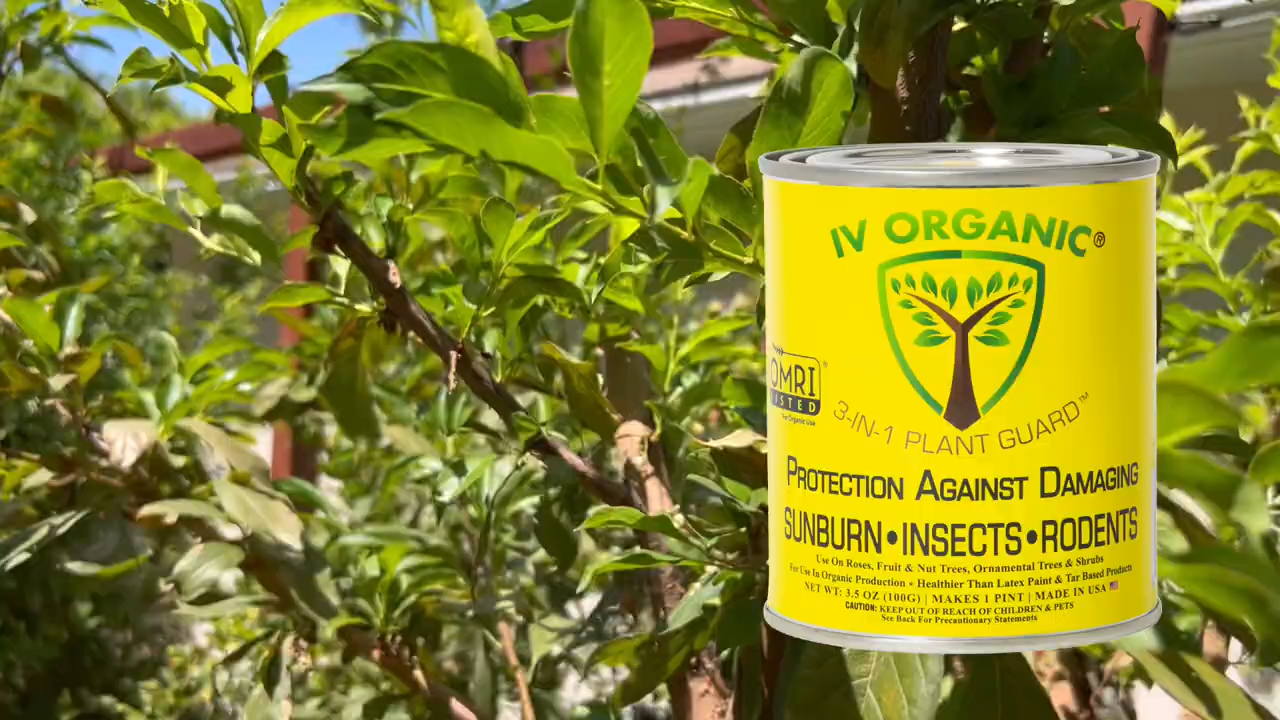 IV ORGANIC®
OMRI®
LISTED
For Organic Use
3-IN-1 PLANT GUARD™
PROTECTION AGAINST DAMAGING
SUNBURN•INSECTS•RODENTS
Use On Roses, Fruit & Nut Trees, Ornamental Trees & Shrubs
For Use In Organic Production • Healthier Than Latex Paint & Tar Based Products
NET WT: 3.5 OZ (100G) | MAKES 1 PINT | MADE IN USA
CAUTION: KEEP OUT OF REACH OF CHILDREN & PETS
See Back For Precautionary Statements